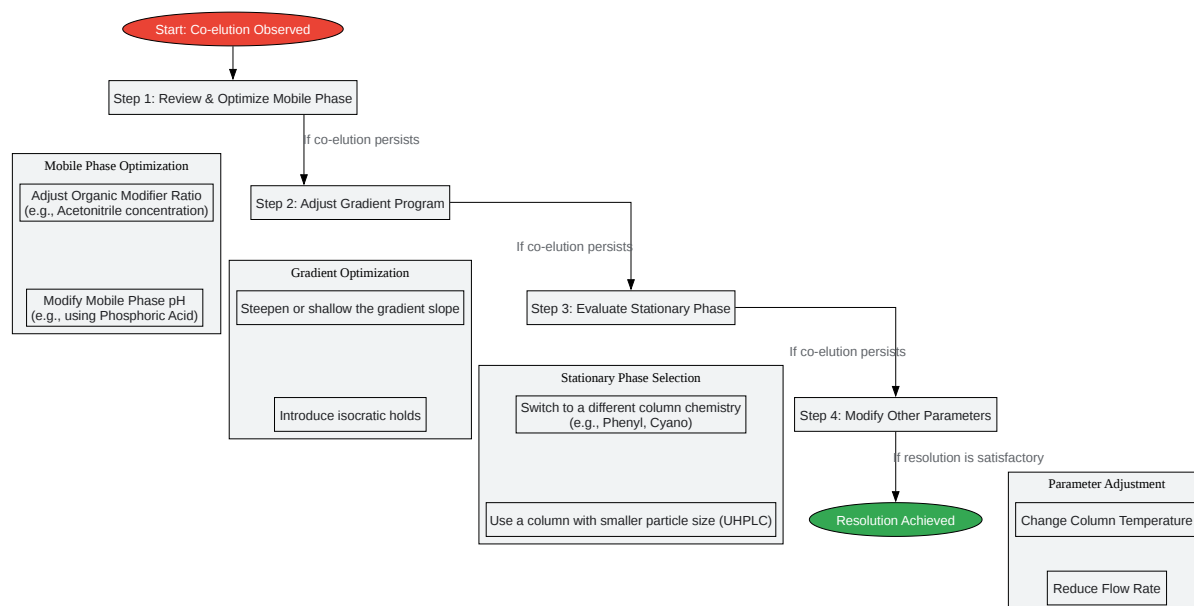 Start: Co-elution Observed
Step 1: Review & Optimize Mobile Phase
If co-elution persists
Mobile Phase Optimization
Adjust Organic Modifier Ratio
(e.g., Acetonitrile concentration)
Modify Mobile Phase pH
(e.g., using Phosphoric Acid)
Step 2: Adjust Gradient Program
If co-elution persists
Gradient Optimization
Steepen or shallow the gradient slope
Introduce isocratic holds
Step 3: Evaluate Stationary Phase
If co-elution persists
Stationary Phase Selection
Switch to a different column chemistry
(e.g., Phenyl, Cyano)
Use a column with smaller particle size (UHPLC)
Step 4: Modify Other Parameters
If resolution is satisfactory
Resolution Achieved
Parameter Adjustment
Change Column Temperature
Reduce Flow Rate